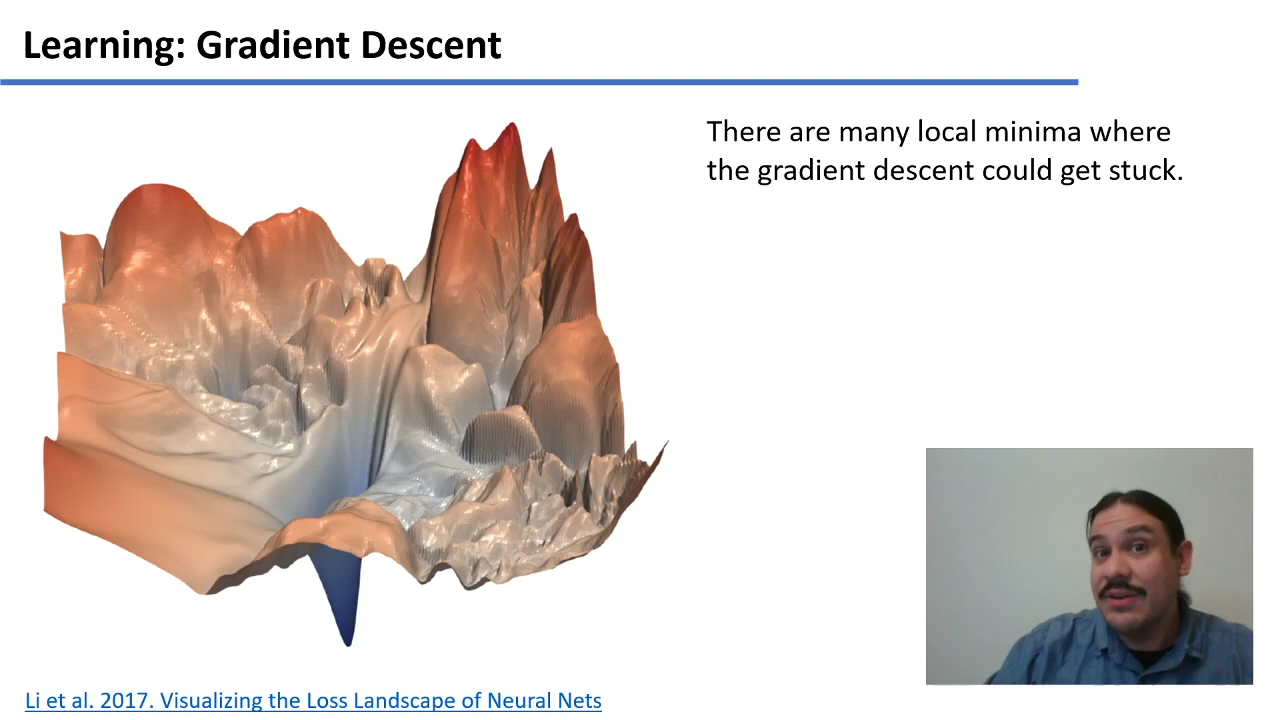 Learning: Gradient Descent
There are many local minima where
the gradient descent could get stuck.
Li et al. 2017. Visualizing the Loss Landscape of Neural Nets